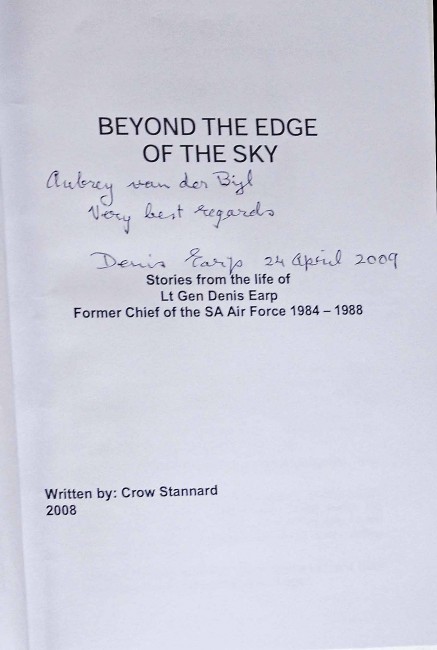 BEYOND THE EDGE
OF THE SKY
Aubrey van der Bijl
Very best regards
Denis Earp 24 April 2009
Stories from the life of
Lt Gen Denis Earp
Former Chief of the SA Air Force 1984 – 1988
Written by: Crow Stannard
2008